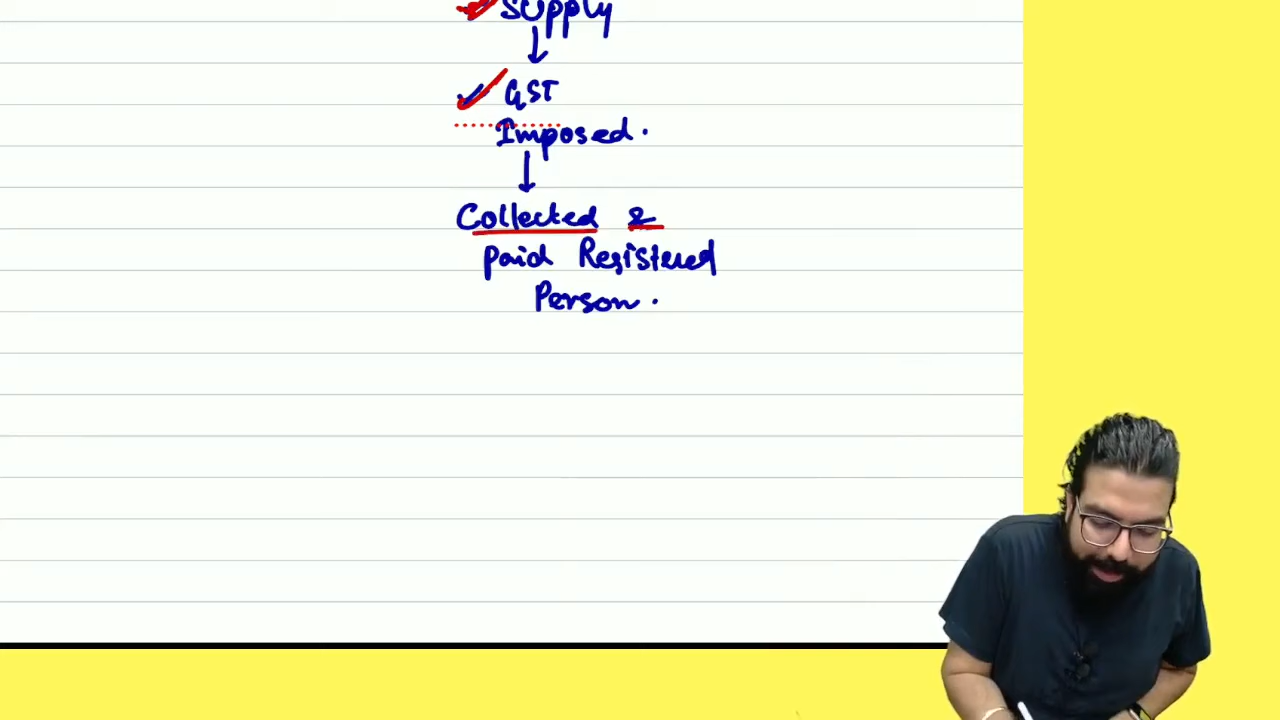 Supply
GST
Imposed.
Collected &
paid Registered
Person.